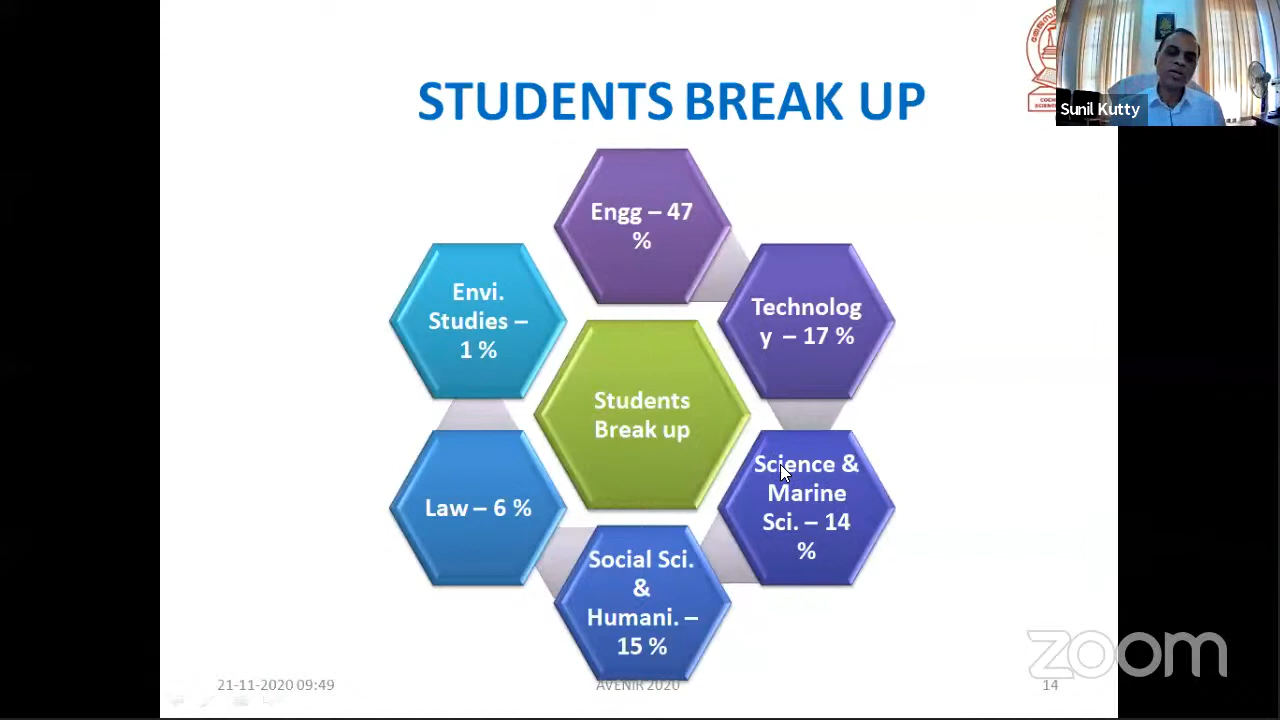 STUDENTS BREAK UP
Sunil Kutty
Engg – 47
%
Technolog
y – 17 %
Science &
Marine
Sci. – 14
%
Social Sci.
&
Humani. –
15 %
Law – 6 %
Envi.
Studies –
1 %
Students
Break up
zoom
21-11-2020 09:49
AVENIR 2020
14